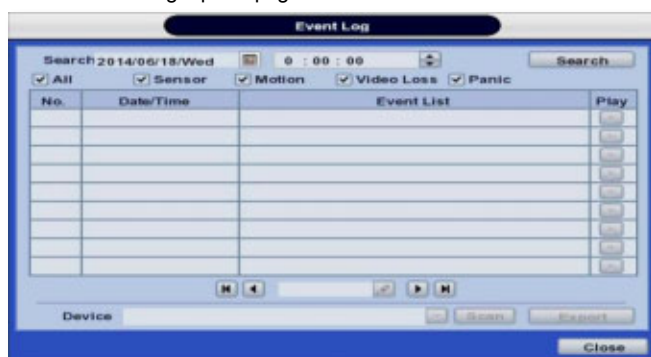 Event Log
Search 2014/06/18/Wed 0 : 00 : 00 Search
All Sensor Motion Video Loss Panic
No. Date/Time Event List Play
Device Scan Export
Close